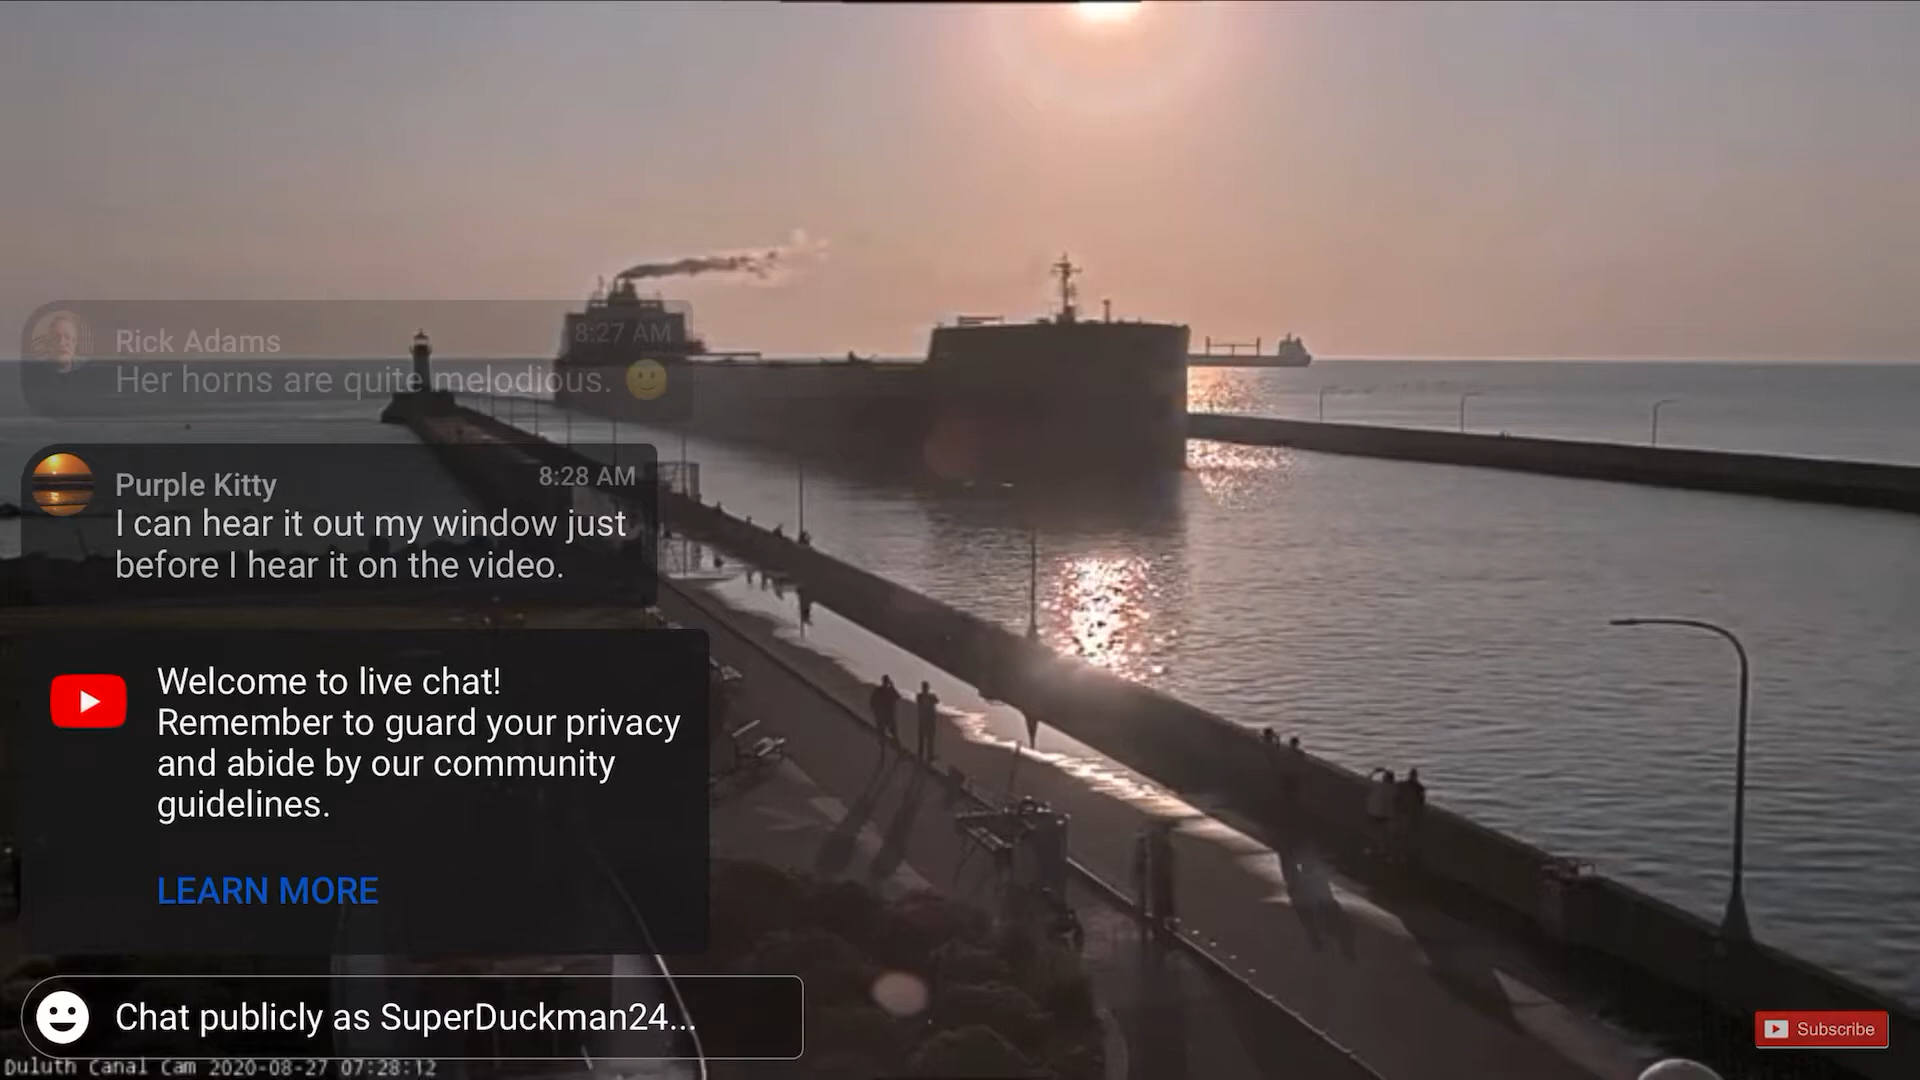 Rick Adams 8:27 AM
Her horns are quite melodious. 🙂
Purple Kitty 8:28 AM
I can hear it out my window just
before I hear it on the video.
Welcome to live chat!
Remember to guard your privacy
and abide by our community
guidelines.
LEARN MORE
Chat publicly as SuperDuckman24...
Subscribe
Duluth Canal Cam 2020-08-27 07:28:12